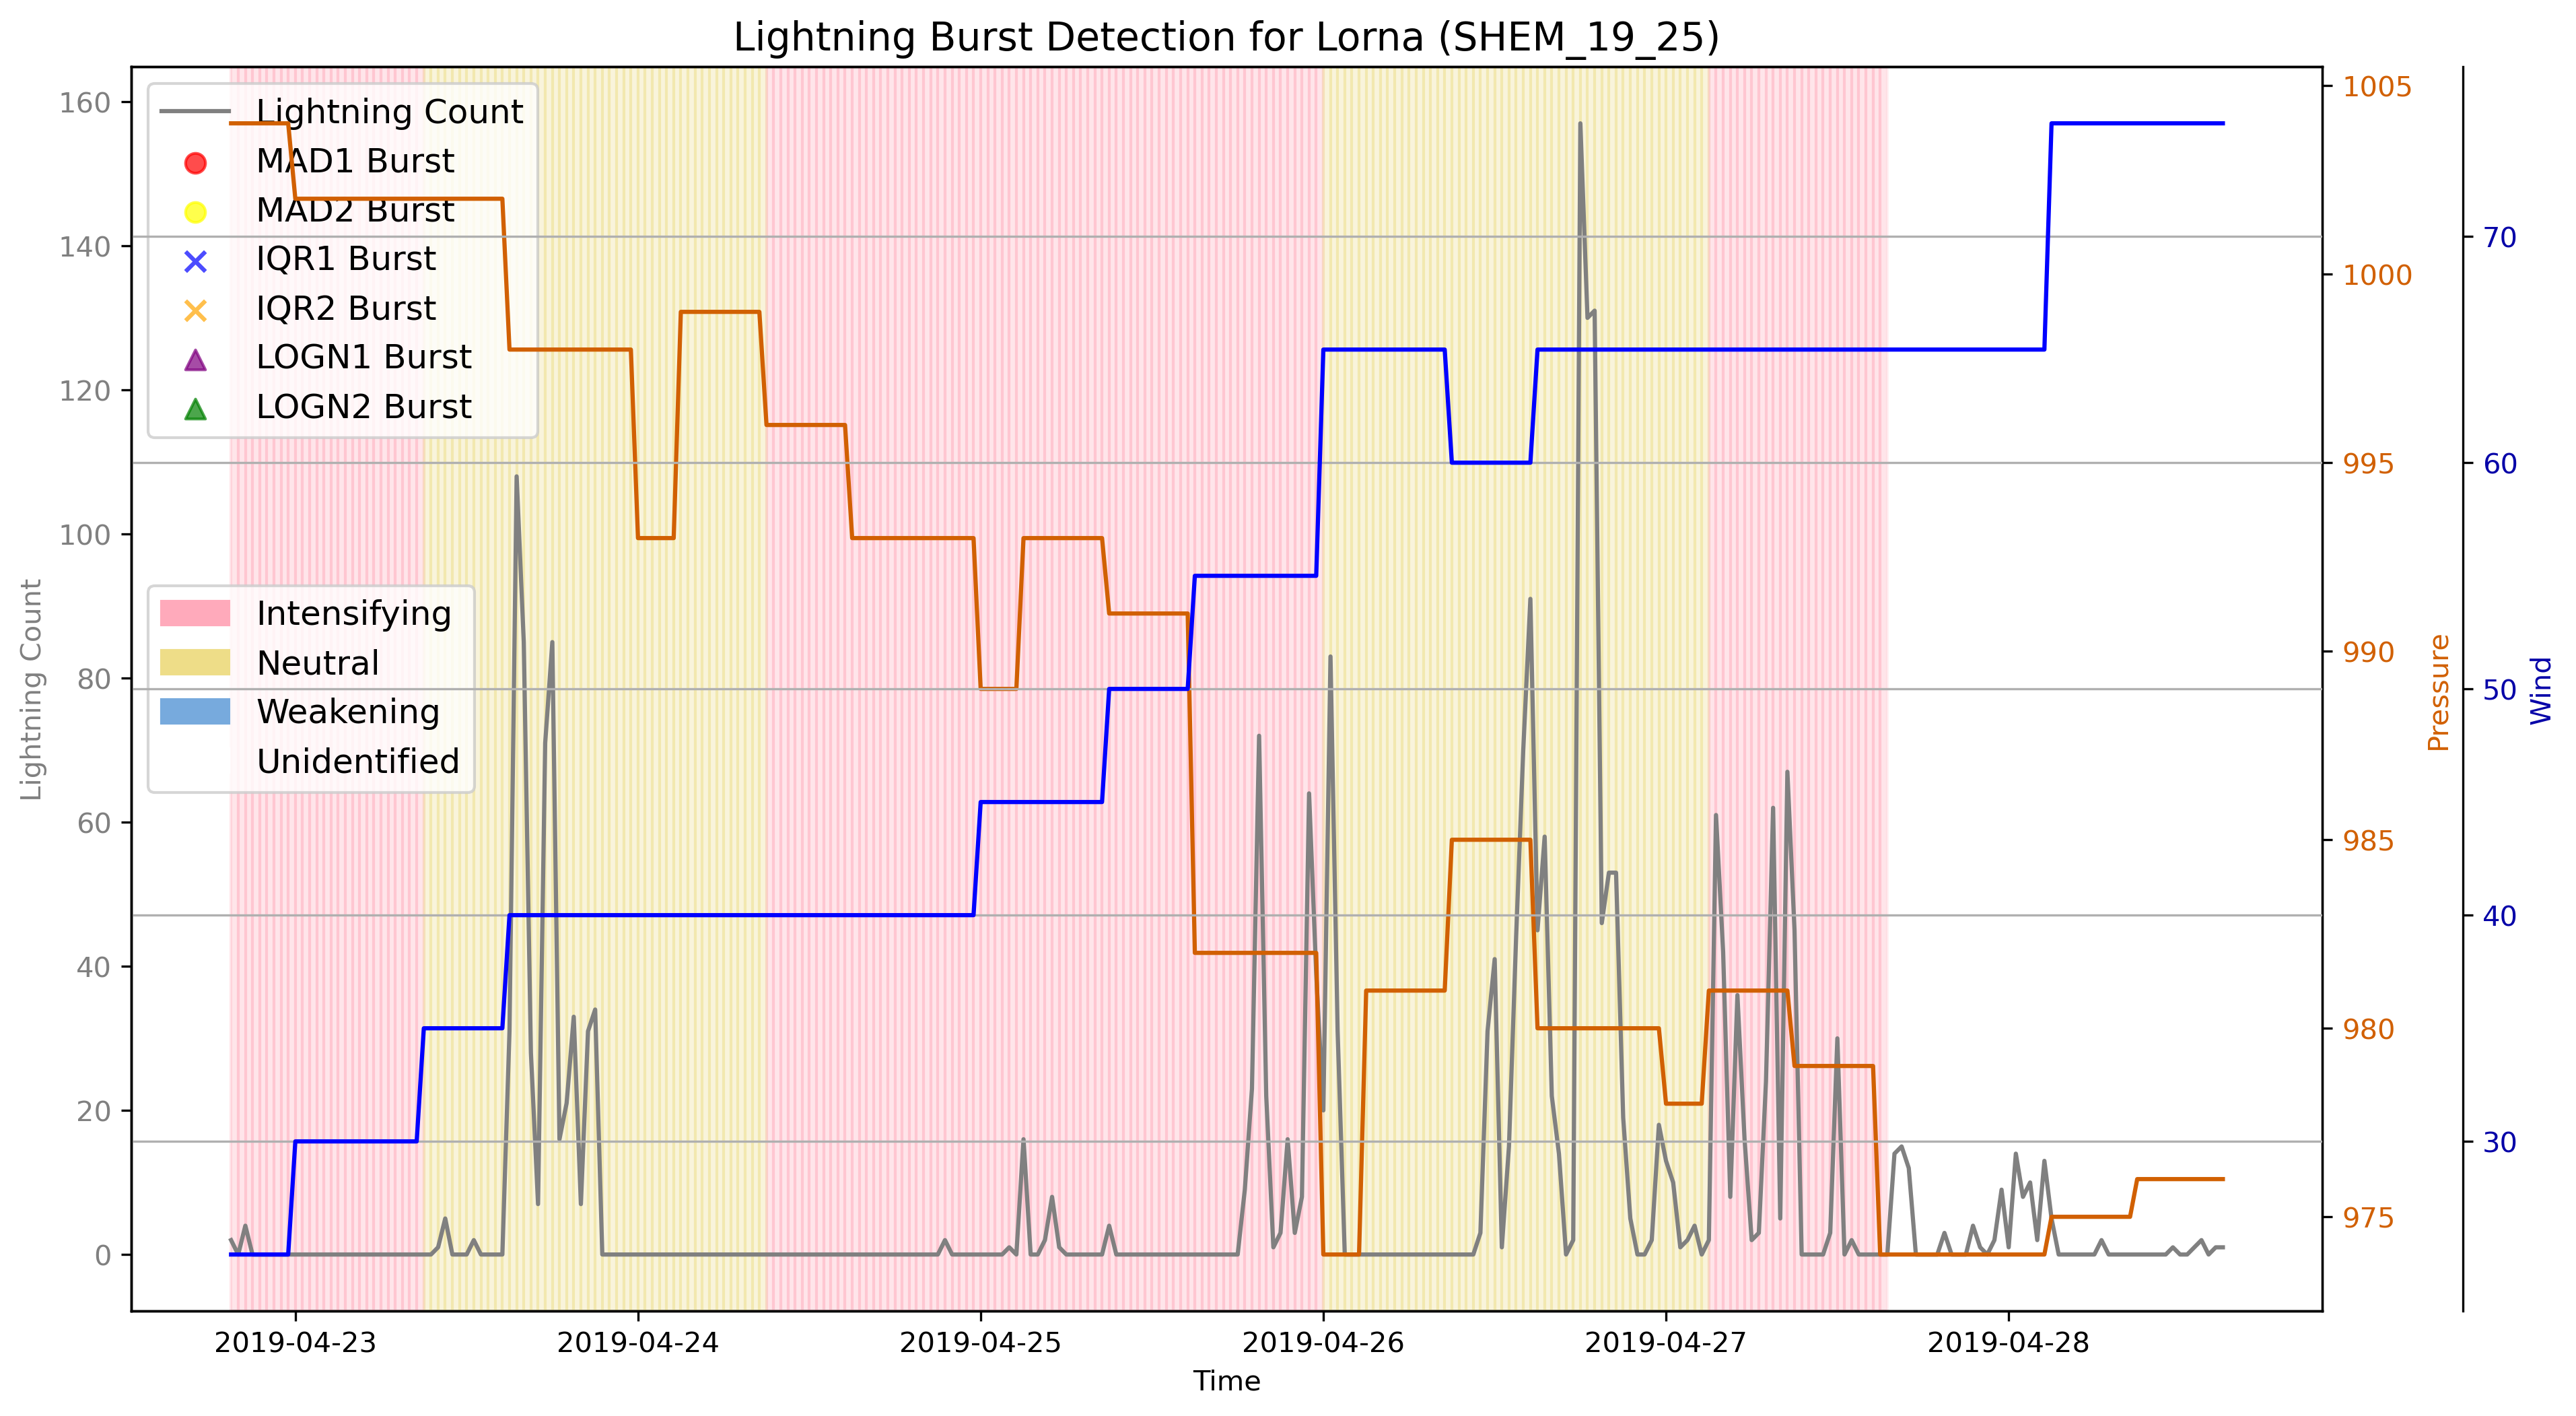 Lightning Burst Detection for Lorna (SHEM_19_25)
Lightning Count
MAD1 Burst
MAD2 Burst
IQR1 Burst
IQR2 Burst
LOGN1 Burst
LOGN2 Burst
Intensifying
Neutral
Weakening
Unidentified
Lightning Count
160
140
120
100
80
60
40
20
0
1005
1000
995
990
985
980
975
Pressure
70
60
50
40
30
Wind
2019-04-23
2019-04-24
2019-04-25
2019-04-26
2019-04-27
2019-04-28
Time